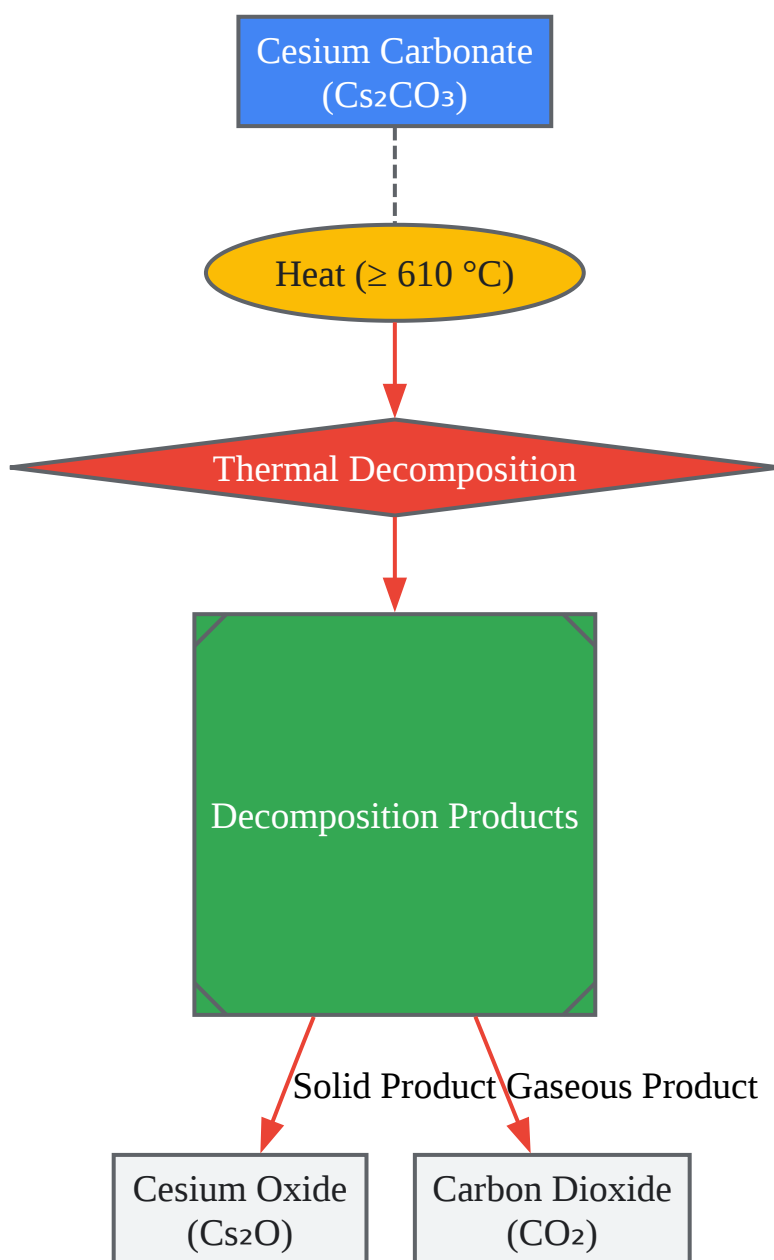 Cesium Carbonate
(Cs₂CO₃)
Heat (≥ 610 °C)
Thermal Decomposition
Decomposition Products
Solid Product
Gaseous Product
Cesium Oxide
(Cs₂O)
Carbon Dioxide
(CO₂)